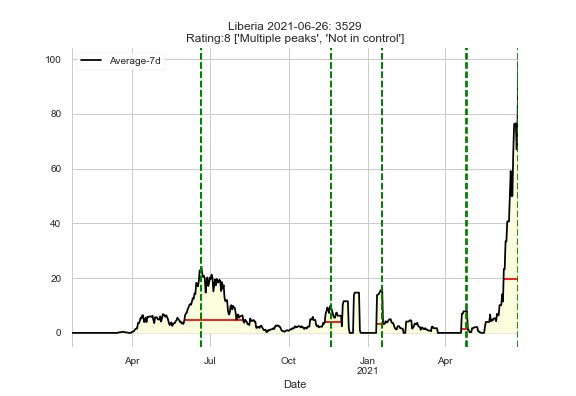 Liberia 2021-06-26: 3529
Rating:8 ['Multiple peaks', 'Not in control']
Average-7d
100
80
60
40
20
0
Apr
Jul
Oct
Jan
2021
Apr
Date